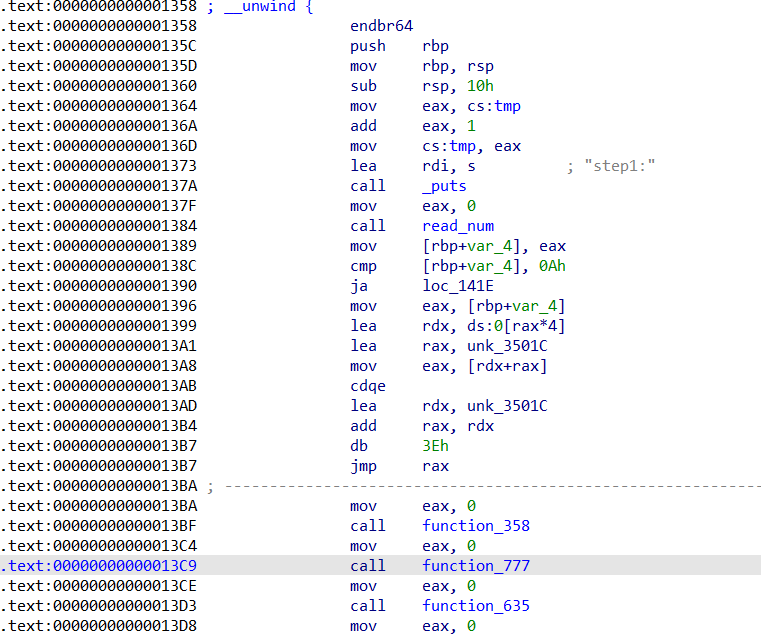 .text:0000000000001358 ; __unwind {
.text:0000000000001358 endbr64
.text:000000000000135C push rbp
.text:000000000000135D mov rbp, rsp
.text:0000000000001360 sub rsp, 10h
.text:0000000000001364 mov eax, cs:tmp
.text:000000000000136A add eax, 1
.text:000000000000136D mov cs:tmp, eax
.text:0000000000001373 lea rdi, s ; "step1:"
.text:000000000000137A call _puts
.text:000000000000137F mov eax, 0
.text:0000000000001384 call read_num
.text:0000000000001389 mov [rbp+var_4], eax
.text:000000000000138C cmp [rbp+var_4], 0Ah
.text:0000000000001390 ja loc_141E
.text:0000000000001396 mov eax, [rbp+var_4]
.text:0000000000001399 lea rdx, ds:0[rax*4]
.text:00000000000013A1 lea rax, unk_3501C
.text:00000000000013A8 mov eax, [rdx+rax]
.text:00000000000013AB cdqe
.text:00000000000013AD lea rdx, unk_3501C
.text:00000000000013B4 add rax, rdx
.text:00000000000013B7 db 3Eh
.text:00000000000013B7 jmp rax
.text:00000000000013BA ; ---------------------------------------------------------------
.text:00000000000013BA mov eax, 0
.text:00000000000013BF call function_358
.text:00000000000013C4 mov eax, 0
.text:00000000000013C9 call function_777
.text:00000000000013CE mov eax, 0
.text:00000000000013D3 call function_635
.text:00000000000013D8 mov eax, 0